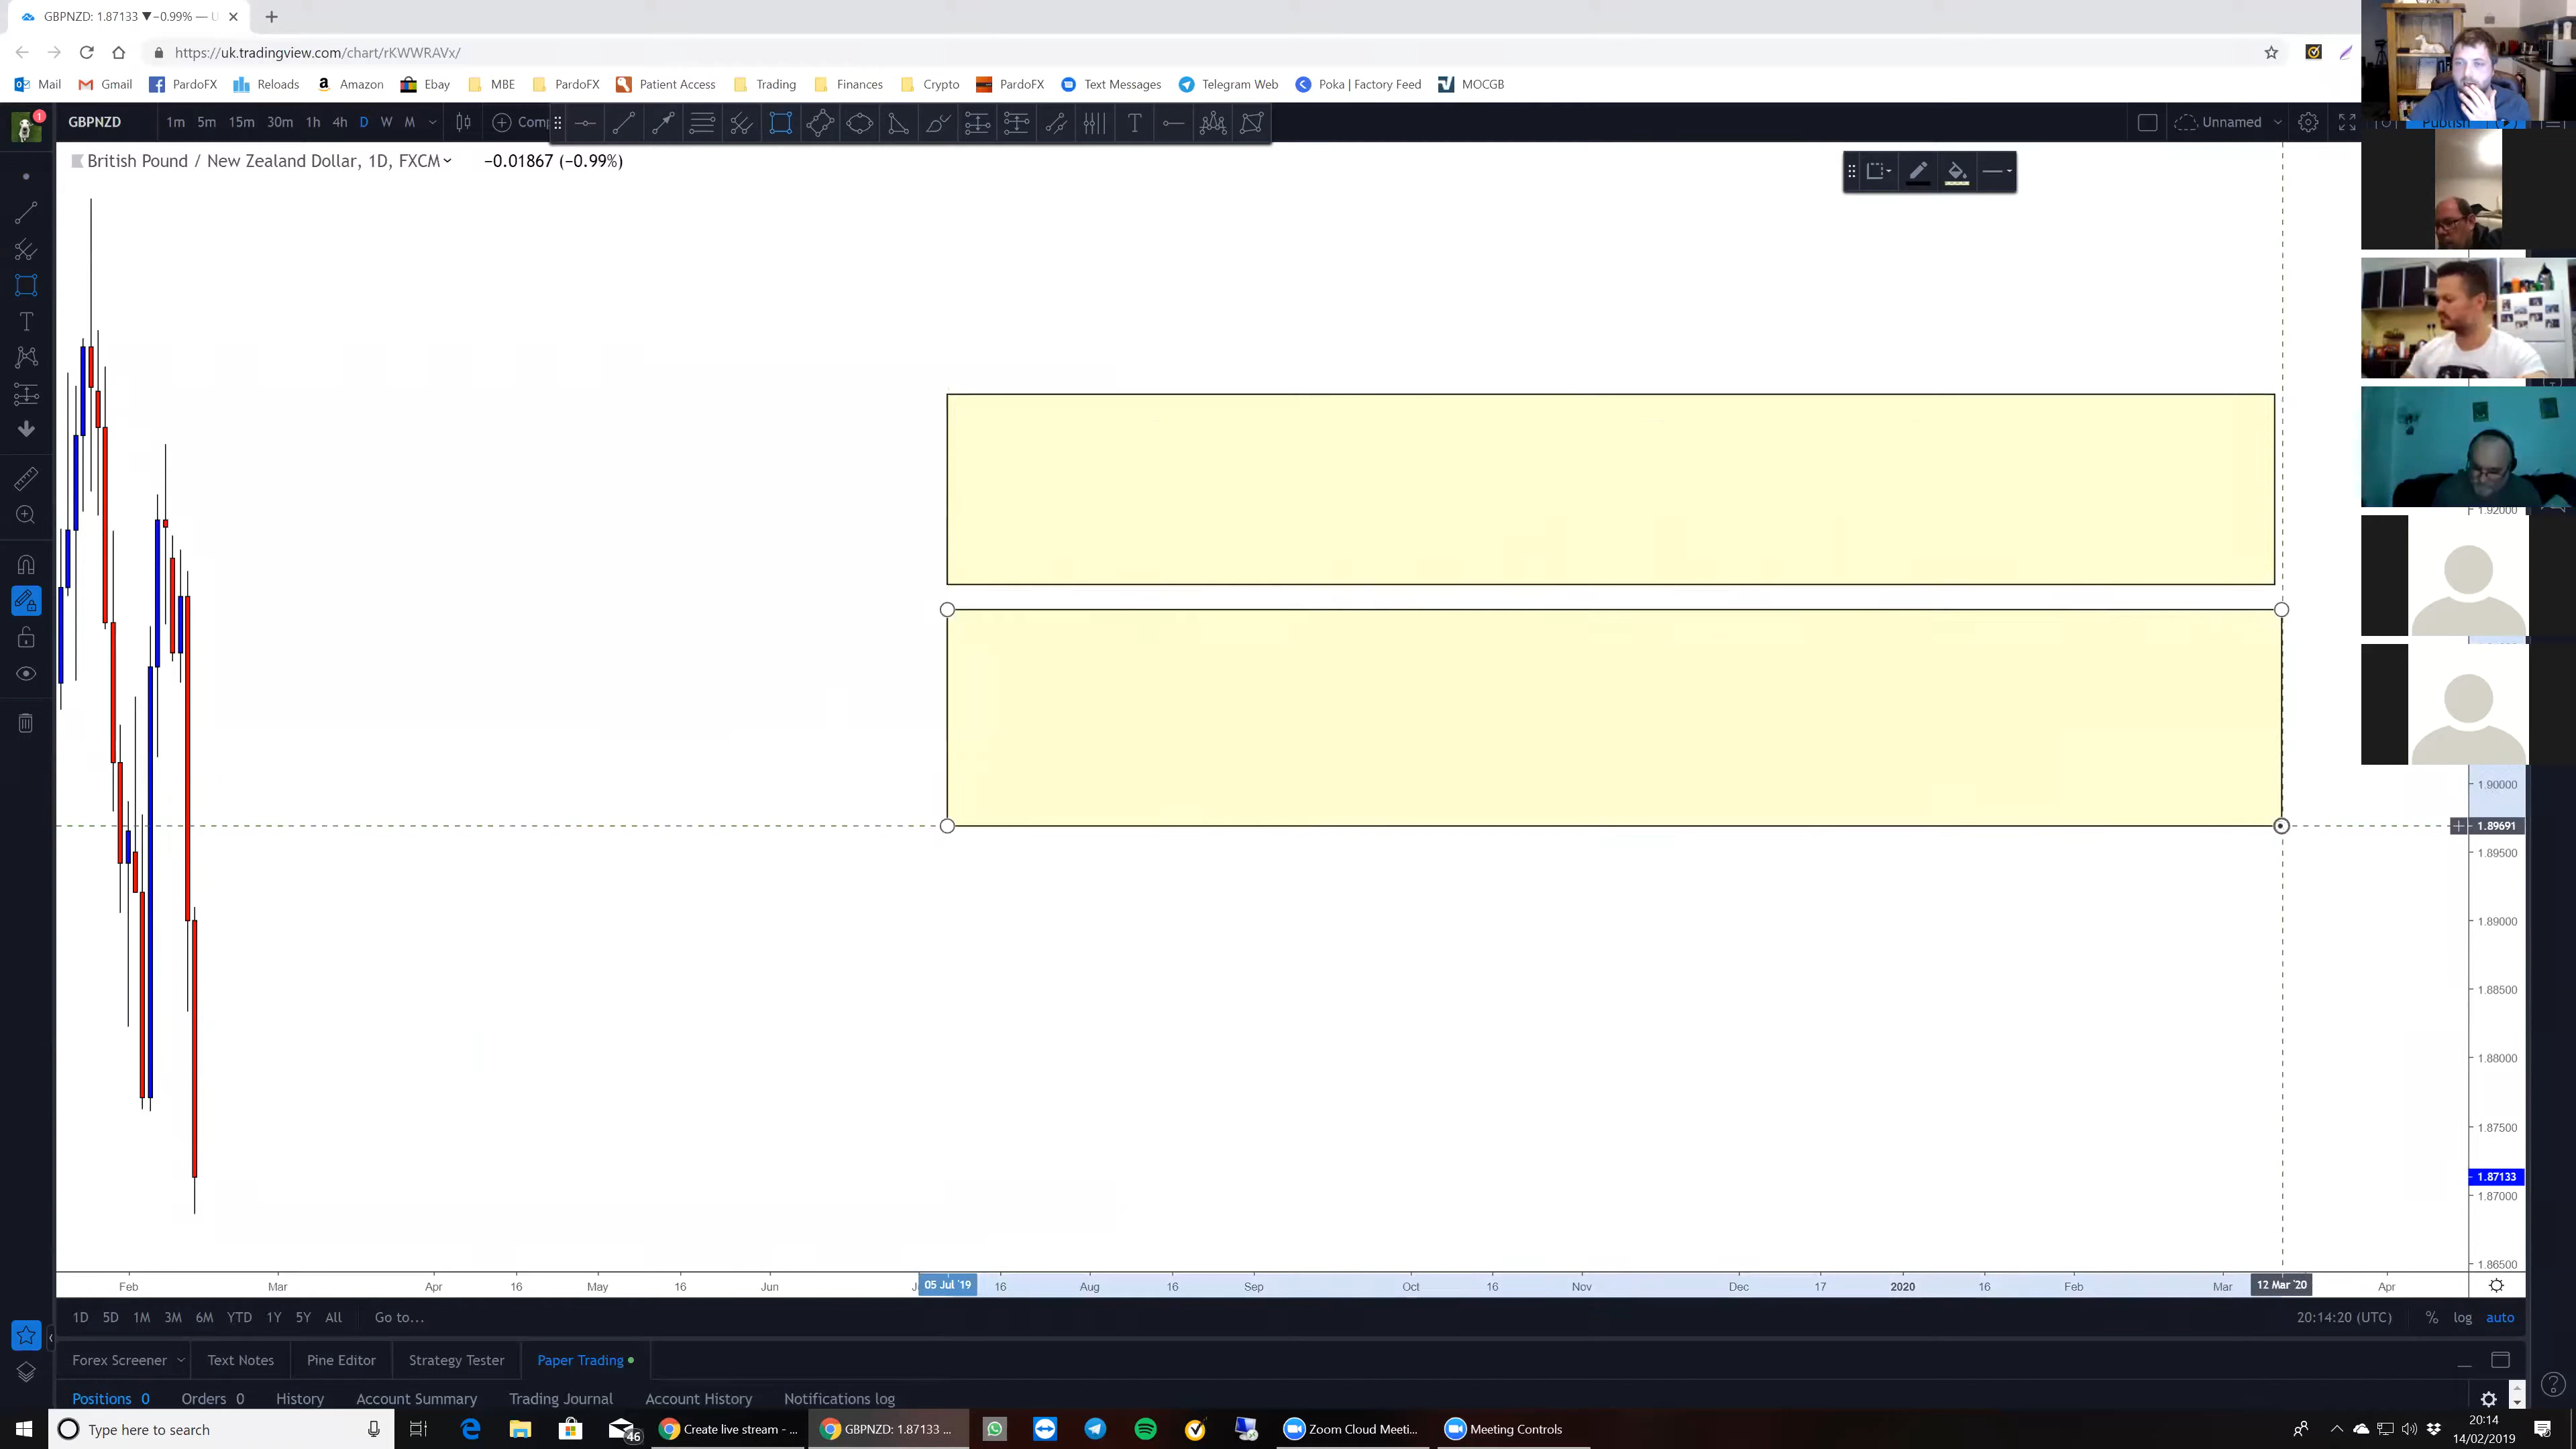 GBPNZD: 1.87133 ▼−0.99% — U
https://uk.tradingview.com/chart/rKWWRAVx/
Mail Gmail PardoFX Reloads Amazon Ebay MBE PardoFX Patient Access Trading Finances Crypto PardoFX Text Messages Telegram Web Poka | Factory Feed MOCGB
1 GBPNZD 1m 5m 15m 30m 1h 4h D W M Comp Unnamed Publish
British Pound / New Zealand Dollar, 1D, FXCM −0.01867 (−0.99%)
1.92000
1.90000
1.89691
1.89500
1.89000
1.88500
1.88000
1.87500
1.87133
1.87000
1.86500
Feb Mar 16 Apr 16 May 16 Jun 05 Jul '19 16 Aug 16 Sep Oct 16 Nov Dec 17 2020 16 Feb Mar 12 Mar '20 Apr
1D 5D 1M 3M 6M YTD 1Y 5Y All Go to... 20:14:20 (UTC) % log auto
Forex Screener Text Notes Pine Editor Strategy Tester Paper Trading
Positions 0 Orders 0 History Account Summary Trading Journal Account History Notifications log
Type here to search 46 Create live stream - ... GBPNZD: 1.87133 ... Zoom Cloud Meeti... Meeting Controls 20:14
14/02/2019